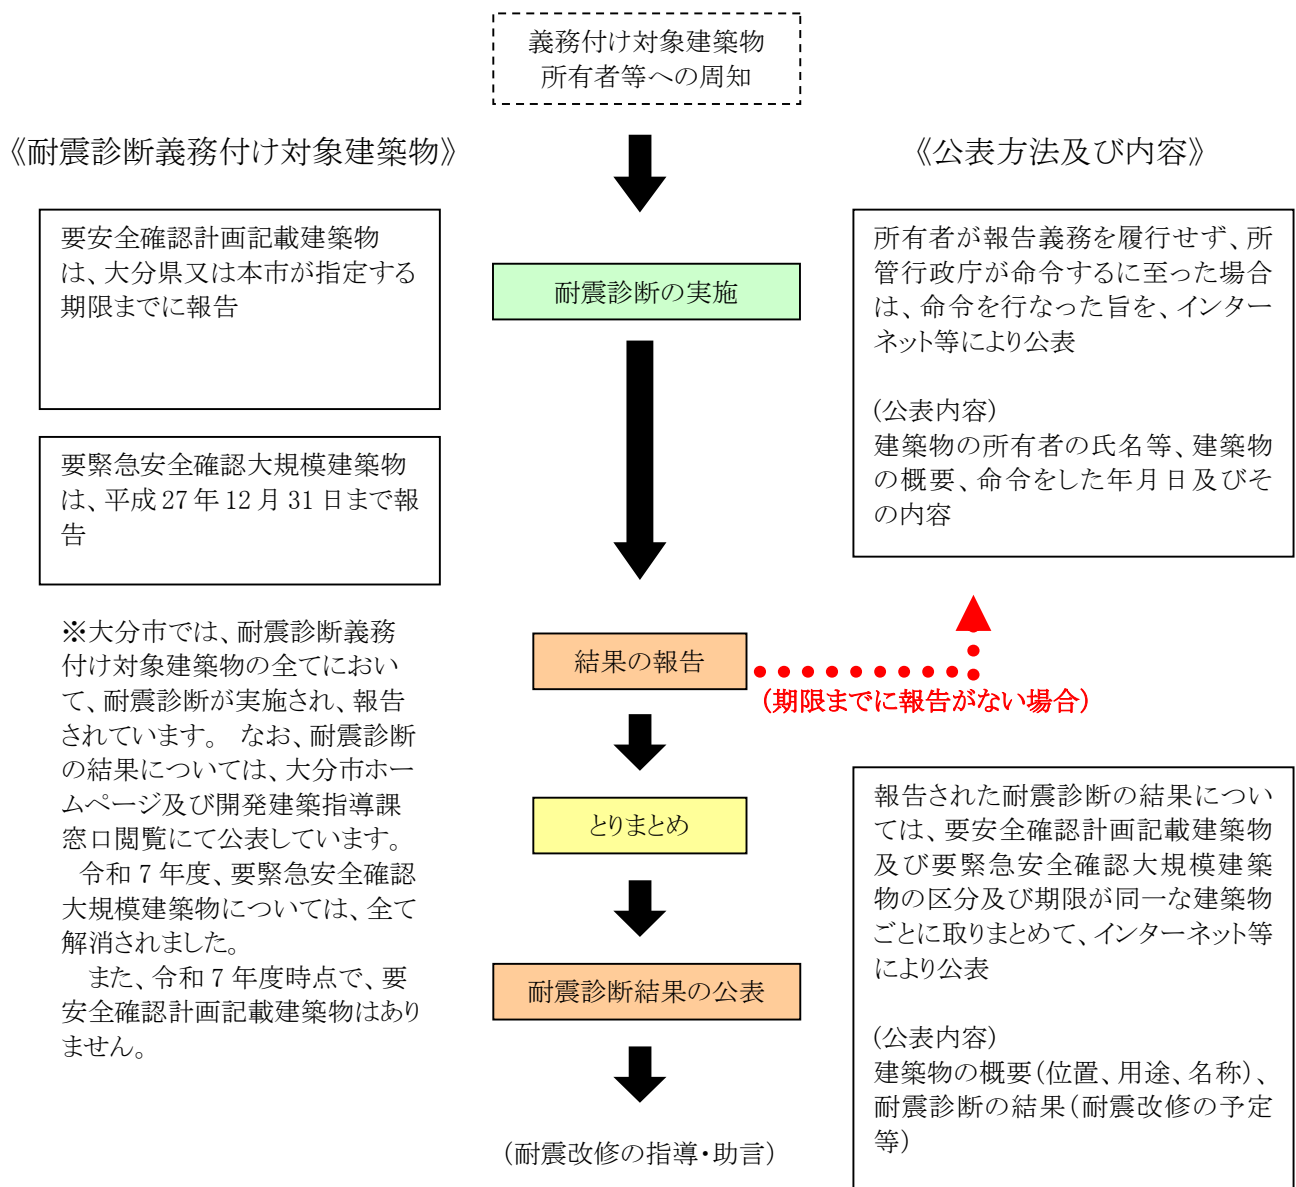 義務付け対象建築物
所有者等への周知
《耐震診断義務付け対象建築物》
《公表方法及び内容》
要安全確認計画記載建築物
は、大分県又は本市が指定する
期限までに報告
耐震診断の実施
所有者が報告義務を履行せず、所
管行政庁が命令するに至った場合
は、命令を行なった旨を、インター
ネット等により公表
(公表内容)
建築物の所有者の氏名等、建築物
の概要、命令をした年月日及びそ
の内容
要緊急安全確認大規模建築物
は、平成 27 年 12 月 31 日まで報
告
※大分市では、耐震診断義務
付け対象建築物の全てにおい
て、耐震診断が実施され、報告
されています。 なお、耐震診断
の結果については、大分市ホー
ムページ及び開発建築指導課
窓口閲覧にて公表しています。
令和 7 年度、要緊急安全確認
大規模建築物については、全て
解消されました。
また、令和 7 年度時点で、要
安全確認計画記載建築物はあり
ません。
結果の報告
(期限までに報告がない場合)
とりまとめ
耐震診断結果の公表
(耐震改修の指導・助言)
報告された耐震診断の結果につい
ては、要安全確認計画記載建築物
及び要緊急安全確認大規模建築
物の区分及び期限が同一な建築物
ごとに取りまとめて、インターネット等
により公表
(公表内容)
建築物の概要(位置、用途、名称)、
耐震診断の結果(耐震改修の予定
等)